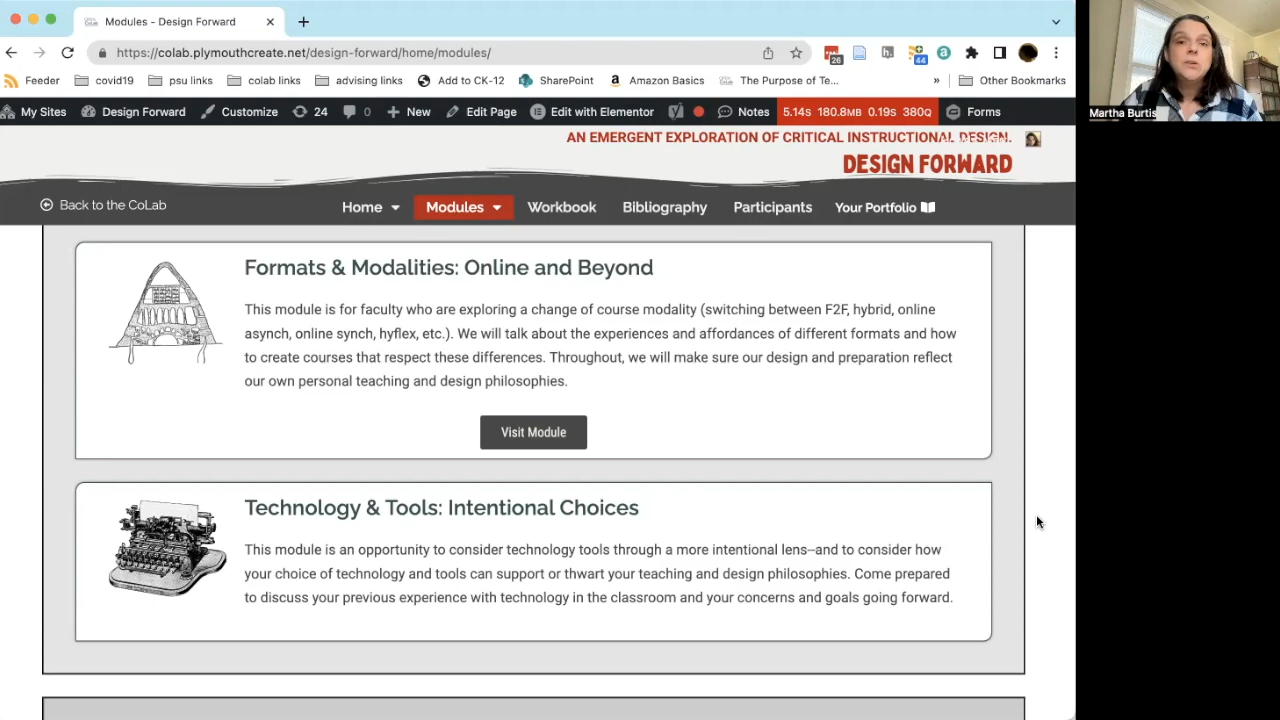 Modules - Design Forward
https://colab.plymouthcreate.net/design-forward/home/modules/
26
44
Feeder covid19 psu links colab links advising links Add to CK-12 SharePoint Amazon Basics The Purpose of Te... » Other Bookmarks
My Sites Design Forward Customize 24 0 New Edit Page Edit with Elementor Notes 5.14S 180.8MB 0.19S 380Q Forms
Martha Burtis
AN EMERGENT EXPLORATION OF CRITICAL INSTRUCTIONAL DESIGN.
DESIGN FORWARD
Back to the CoLab Home Modules Workbook Bibliography Participants Your Portfolio
Formats & Modalities: Online and Beyond
This module is for faculty who are exploring a change of course modality (switching between F2F, hybrid, online
asynch, online synch, hyflex, etc.). We will talk about the experiences and affordances of different formats and how
to create courses that respect these differences. Throughout, we will make sure our design and preparation reflect
our own personal teaching and design philosophies.
Visit Module
Technology & Tools: Intentional Choices
This module is an opportunity to consider technology tools through a more intentional lens—and to consider how
your choice of technology and tools can support or thwart your teaching and design philosophies. Come prepared
to discuss your previous experience with technology in the classroom and your concerns and goals going forward.